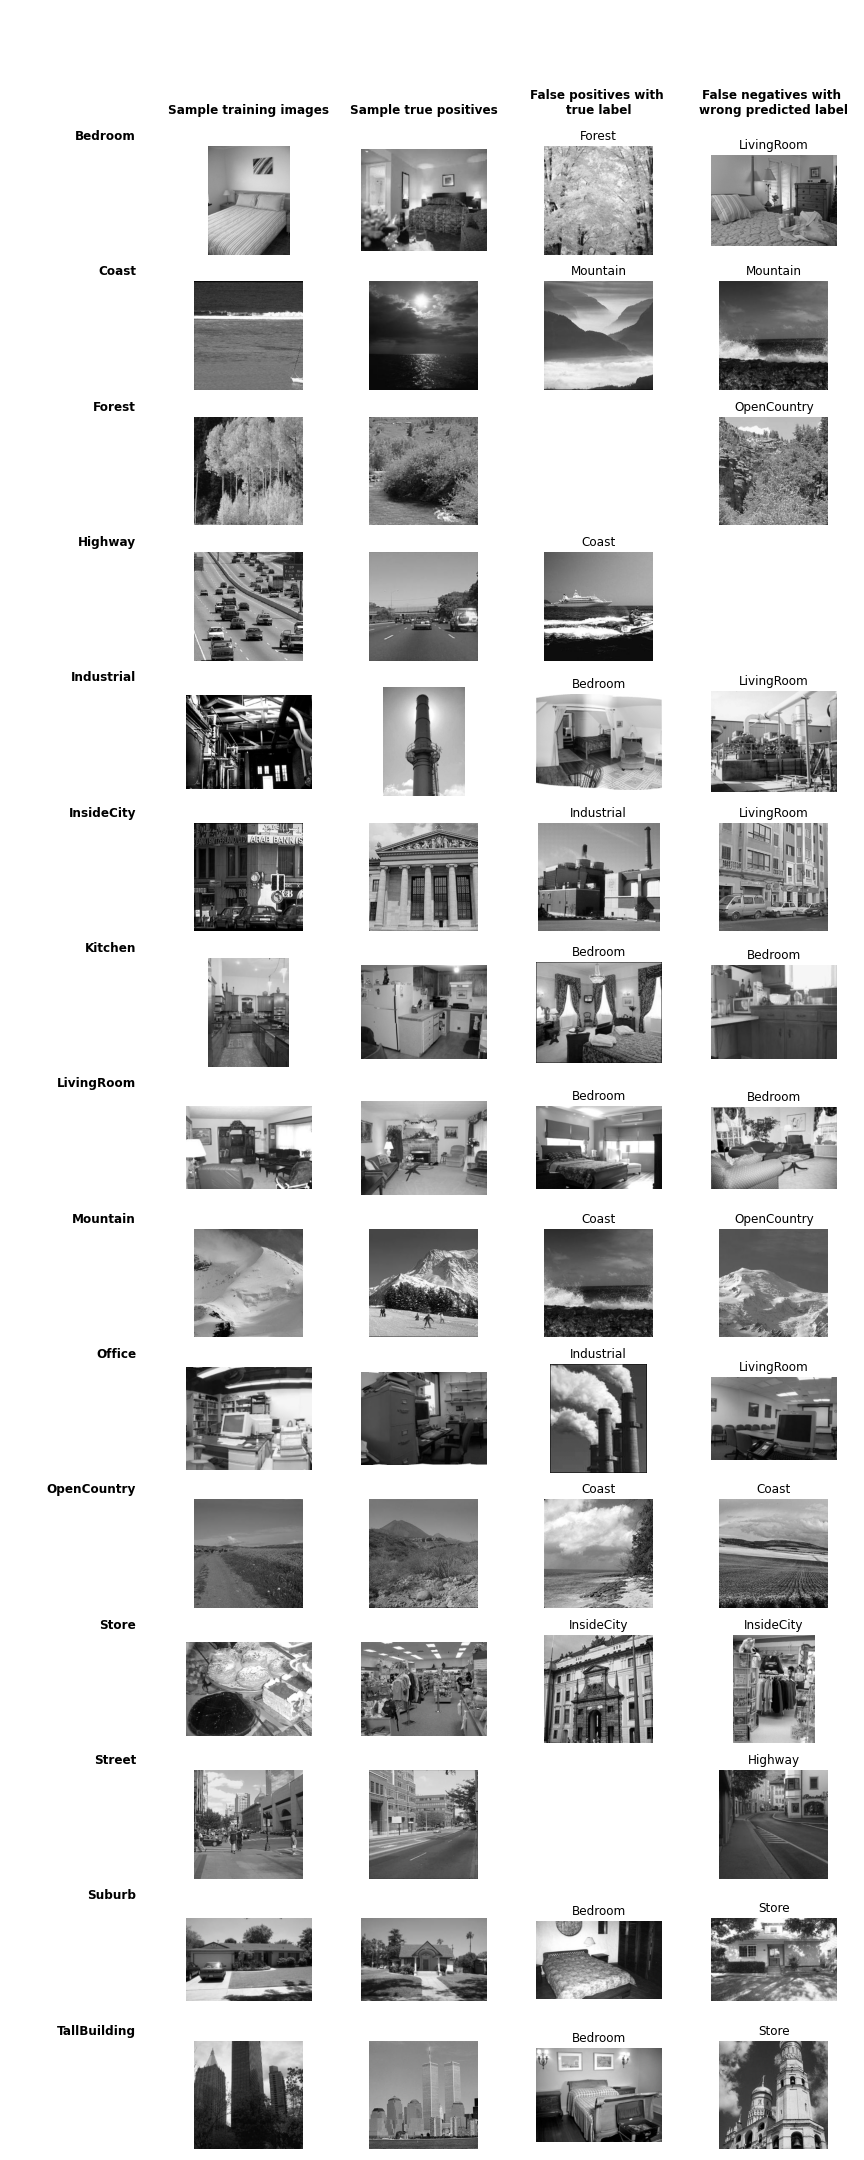 Sample training images
Sample true positives
False positives with
true label
False negatives with
wrong predicted label
Bedroom
Forest
LivingRoom
Coast
Mountain
Mountain
Forest
OpenCountry
Highway
Coast
Industrial
Bedroom
LivingRoom
InsideCity
Industrial
LivingRoom
Kitchen
Bedroom
Bedroom
LivingRoom
Bedroom
Bedroom
Mountain
Coast
OpenCountry
Office
Industrial
LivingRoom
OpenCountry
Coast
Coast
Store
InsideCity
InsideCity
Street
Highway
Suburb
Bedroom
Store
TallBuilding
Bedroom
Store